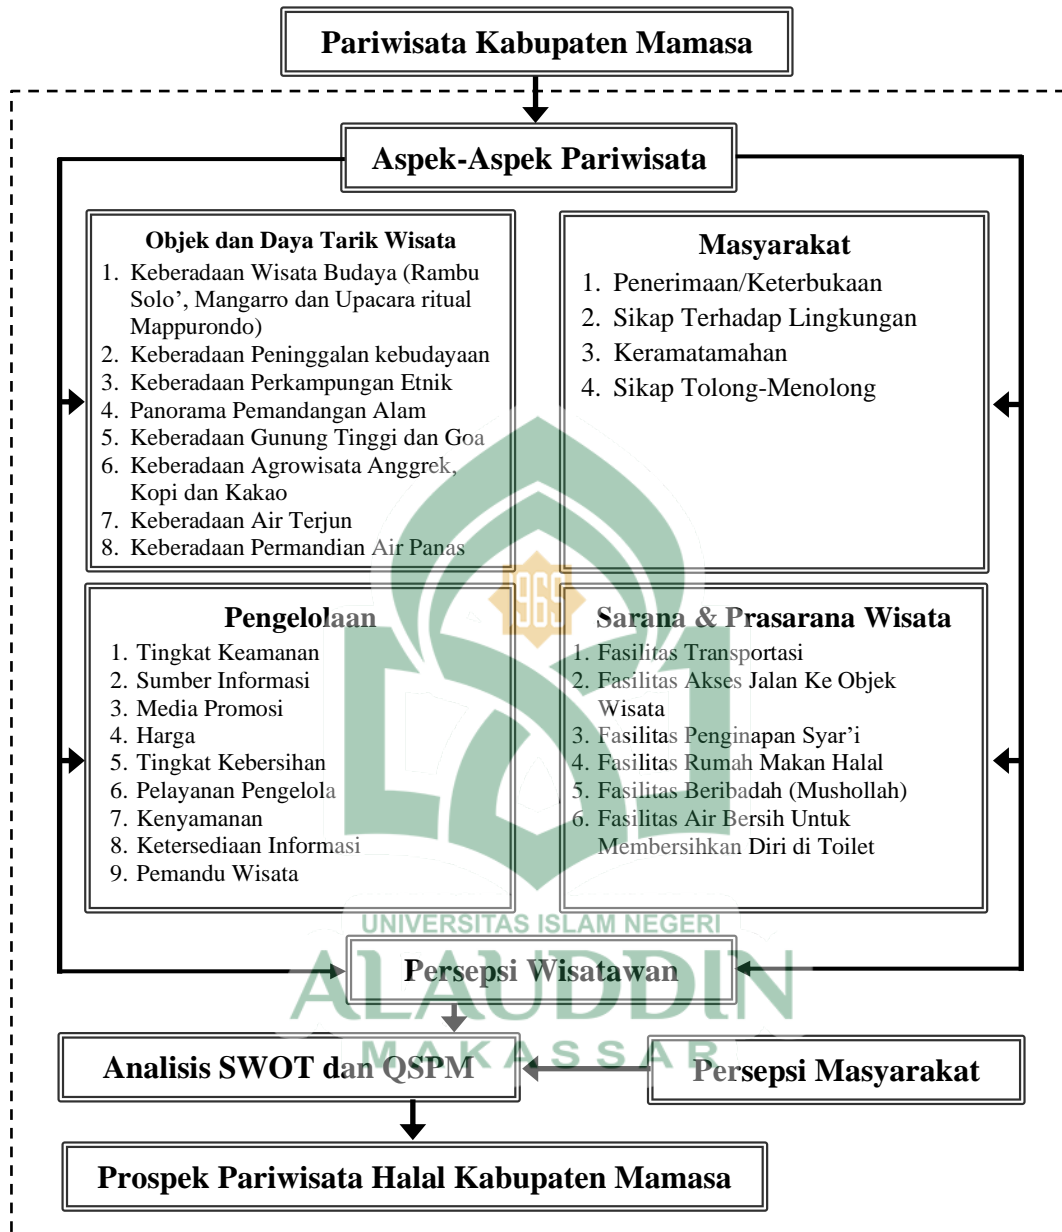 Pariwisata Kabupaten Mamasa
Aspek-Aspek Pariwisata
Objek dan Daya Tarik Wisata
1. Keberadaan Wisata Budaya (Rambu
Solo’, Mangarro dan Upacara ritual
Mappurondo)
2. Keberadaan Peninggalan kebudayaan
3. Keberadaan Perkampungan Etnik
4. Panorama Pemandangan Alam
5. Keberadaan Gunung Tinggi dan Goa
6. Keberadaan Agrowisata Anggrek,
Kopi dan Kakao
7. Keberadaan Air Terjun
8. Keberadaan Permandian Air Panas
Masyarakat
1. Penerimaan/Keterbukaan
2. Sikap Terhadap Lingkungan
3. Keramatamahan
4. Sikap Tolong-Menolong
1969
Pengelolaan
1. Tingkat Keamanan
2. Sumber Informasi
3. Media Promosi
4. Harga
5. Tingkat Kebersihan
6. Pelayanan Pengelola
7. Kenyamanan
8. Ketersediaan Informasi
9. Pemandu Wisata
Sarana & Prasarana Wisata
1. Fasilitas Transportasi
2. Fasilitas Akses Jalan Ke Objek
Wisata
3. Fasilitas Penginapan Syar’i
4. Fasilitas Rumah Makan Halal
5. Fasilitas Beribadah (Mushollah)
6. Fasilitas Air Bersih Untuk
Membersihkan Diri di Toilet
UNIVERSITAS ISLAM NEGERI
ALAUDDIN
MAKASSAR
Persepsi Wisatawan
Analisis SWOT dan QSPM
Persepsi Masyarakat
Prospek Pariwisata Halal Kabupaten Mamasa